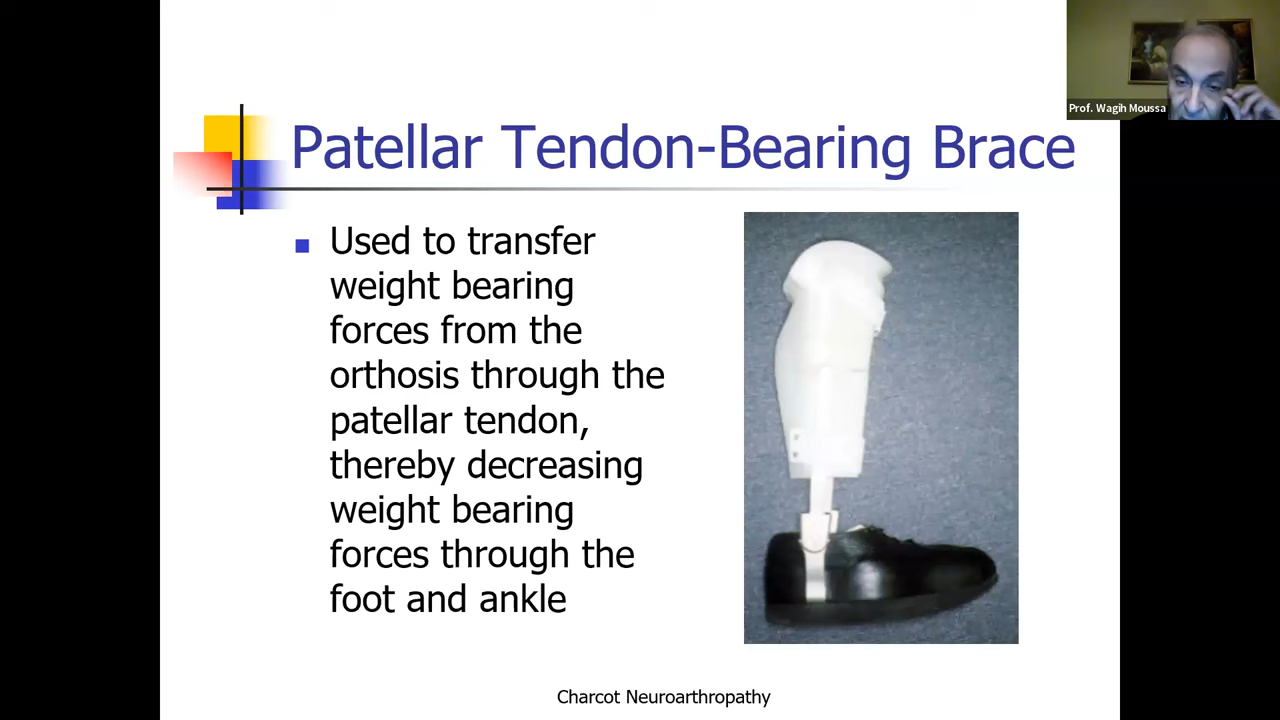 Prof. Wagih Moussa
Patellar Tendon-Bearing Brace
Used to transfer
weight bearing
forces from the
orthosis through the
patellar tendon,
thereby decreasing
weight bearing
forces through the
foot and ankle
Charcot Neuroarthropathy